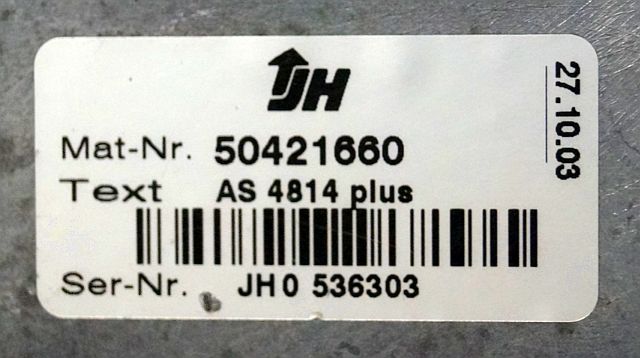 JH
Mat-Nr. 50421660
Text AS 4814 plus
Ser-Nr. JH0 536303
27.10.03